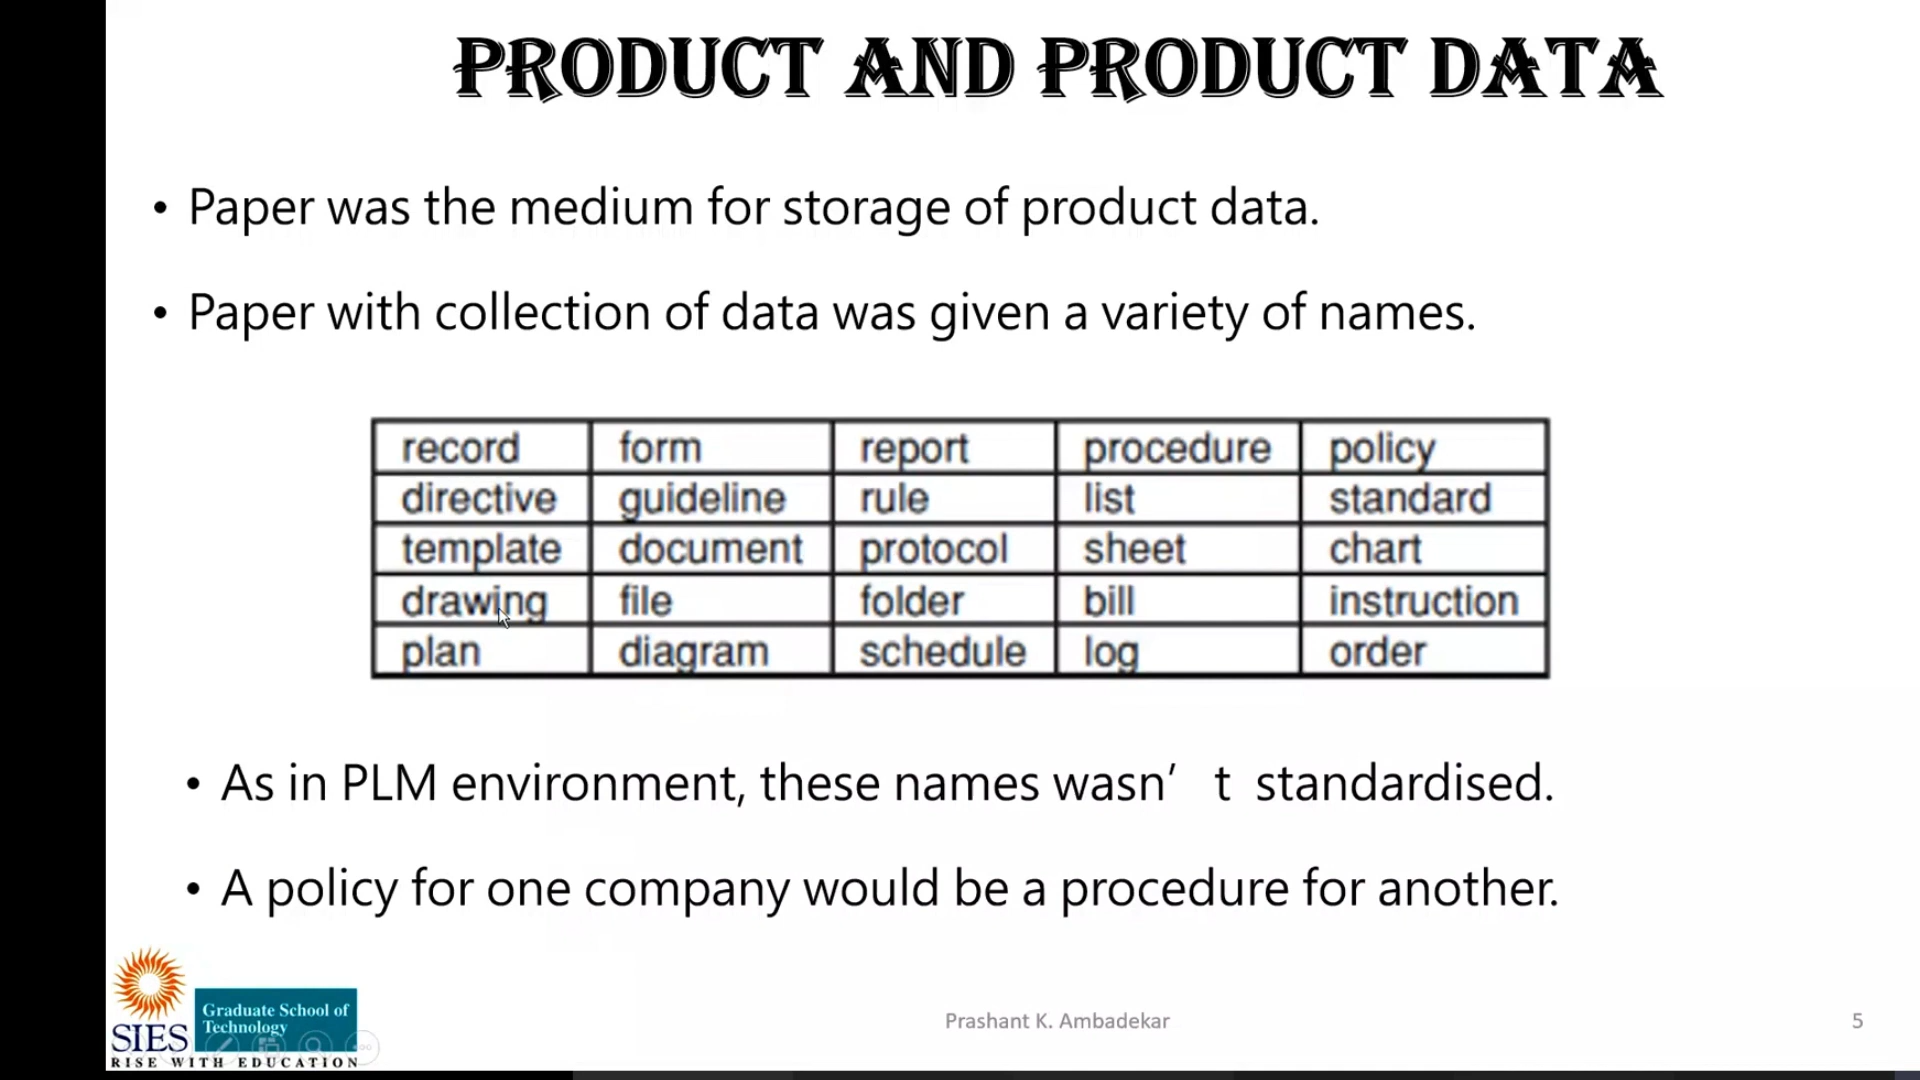 PRODUCT AND PRODUCT DATA
• Paper was the medium for storage of product data.
• Paper with collection of data was given a variety of names.
record form report procedure policy
directive guideline rule list standard
template document protocol sheet chart
drawing file folder bill instruction
plan diagram schedule log order
• As in PLM environment, these names wasn’ t standardised.
• A policy for one company would be a procedure for another.
Graduate School of
Technology
SIES
RISE WITH EDUCATION
Prashant K. Ambadekar
5